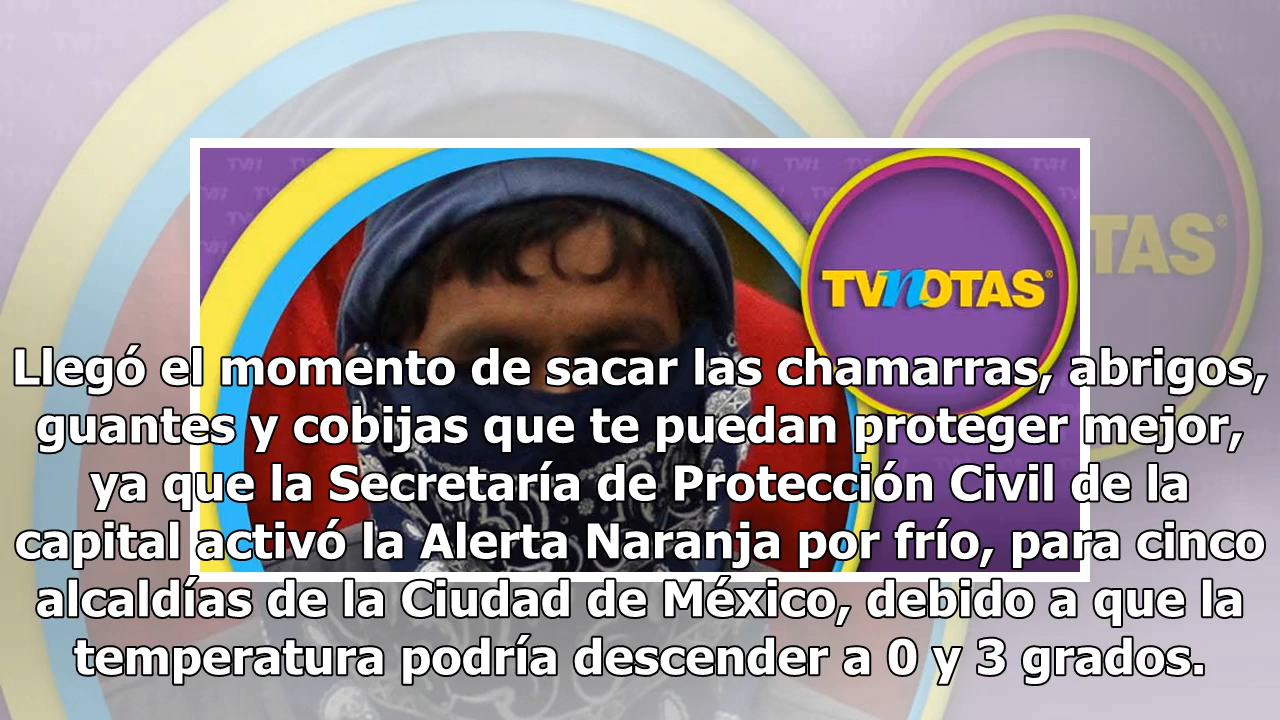 TVNOTAS®
TAS®
Llegó el momento de sacar las chamarras, abrigos,
guantes y cobijas que te puedan proteger mejor,
ya que la Secretaría de Protección Civil de la
capital activó la Alerta Naranja por frío, para cinco
alcaldías de la Ciudad de México, debido a que la
temperatura podría descender a 0 y 3 grados.